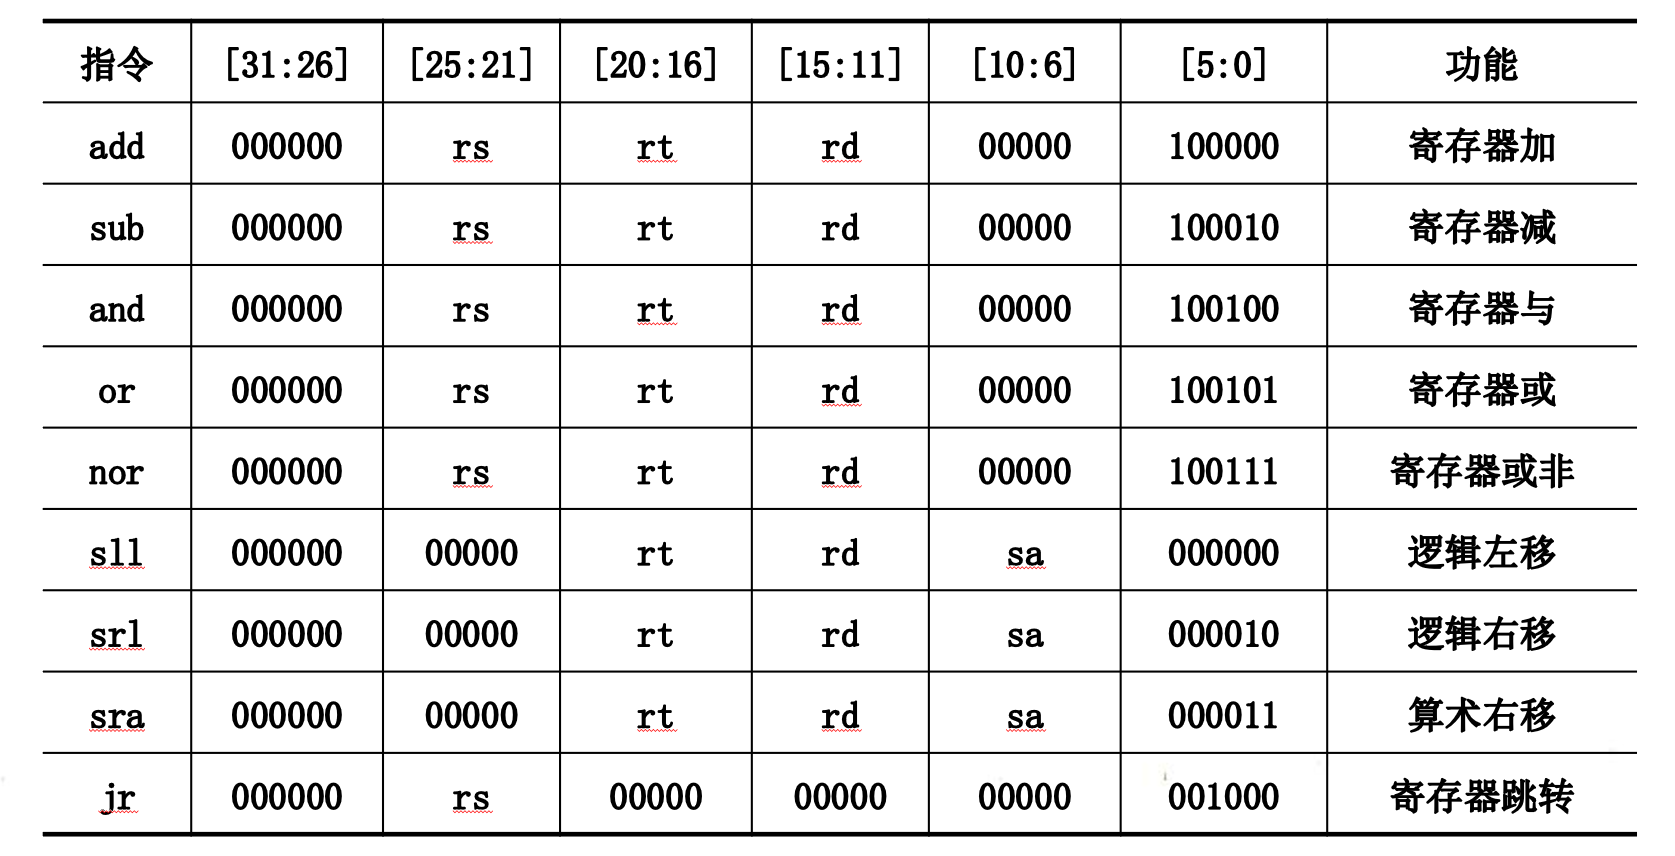 指令 [31:26] [25:21] [20:16] [15:11] [10:6] [5:0] 功能
add 000000 rs rt rd 00000 100000 寄存器加
sub 000000 rs rt rd 00000 100010 寄存器减
and 000000 rs rt rd 00000 100100 寄存器与
or 000000 rs rt rd 00000 100101 寄存器或
nor 000000 rs rt rd 00000 100111 寄存器或非
sll 000000 00000 rt rd sa 000000 逻辑左移
srl 000000 00000 rt rd sa 000010 逻辑右移
sra 000000 00000 rt rd sa 000011 算术右移
jr 000000 rs 00000 00000 00000 001000 寄存器跳转